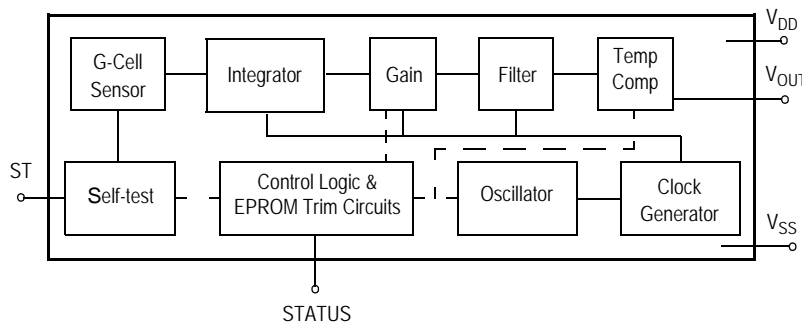 V_DD
G-Cell
Sensor
Integrator
Gain
Filter
Temp
Comp
V_OUT
ST
Self-test
Control Logic &
EPROM Trim Circuits
Oscillator
Clock
Generator
V_SS
STATUS